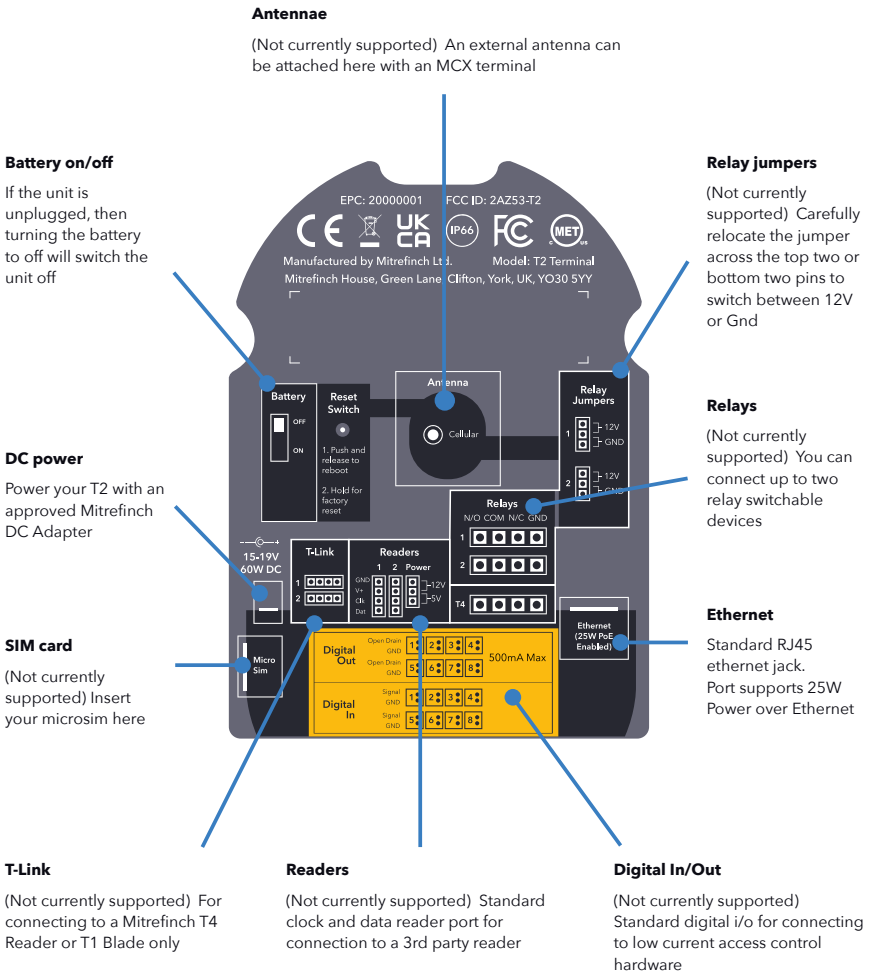 Antennae
(Not currently supported) An external antenna can
be attached here with an MCX terminal
Battery on/off
If the unit is
unplugged, then
turning the battery
to off will switch the
unit off
Relay jumpers
(Not currently
supported) Carefully
relocate the jumper
across the top two or
bottom two pins to
switch between 12V
or Gnd
EPC: 20000001 FCC ID: 2AZ53-T2
CE UK CA IP66 FC c MET us
Manufactured by Mitrefinch Ltd. Model: T2 Terminal
Mitrefinch House, Green Lane, Clifton, York, UK, YO30 5YY
Battery
OFF
ON
Reset
Switch
1. Push and
release to
reboot
2. Hold for
factory
reset
Antenna
Cellular
Relay
Jumpers
1 12V
GND
2 12V
GND
Relays
(Not currently
supported) You can
connect up to two
relay switchable
devices
DC power
Power your T2 with an
approved Mitrefinch
DC Adapter
Relays
N/O COM N/C GND
1
2
T4
15-19V
60W DC
T-Link
1
2
Readers
1 2 Power
GND
V+
Clk
Dat
12V
5V
Ethernet
(25W PoE
Enabled)
Ethernet
Standard RJ45
ethernet jack.
Port supports 25W
Power over Ethernet
SIM card
(Not currently
supported) Insert
your microsim here
Micro
Sim
Digital
Out
Open Drain
GND
1 2 3 4
Open Drain
GND
5 6 7 8
500mA Max
Digital
In
Signal
GND
1 2 3 4
Signal
GND
5 6 7 8
T-Link
(Not currently supported) For
connecting to a Mitrefinch T4
Reader or T1 Blade only
Readers
(Not currently supported) Standard
clock and data reader port for
connection to a 3rd party reader
Digital In/Out
(Not currently supported)
Standard digital i/o for connecting
to low current access control
hardware